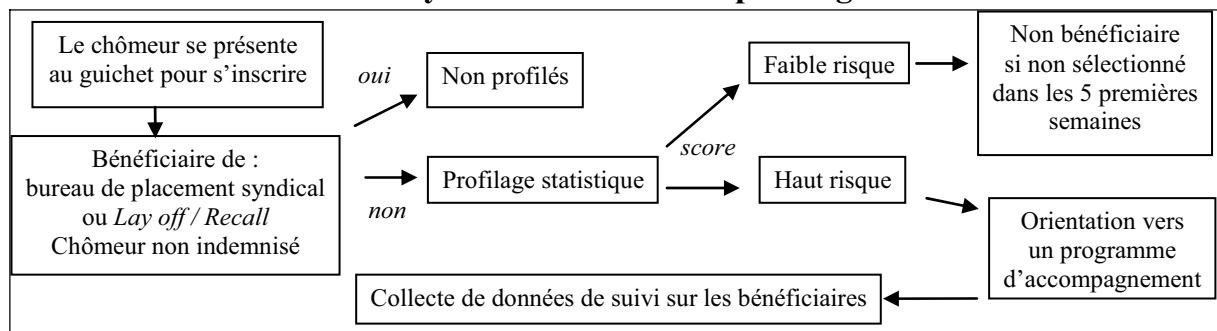 Le chômeur se présente
au guichet pour s'inscrire
Bénéficiaire de :
bureau de placement syndical
ou Lay off / Recall
Chômeur non indemnisé
oui
non
Non profilés
Profilage statistique
score
Faible risque
Haut risque
Non bénéficiaire
si non sélectionné
dans les 5 premières
semaines
Orientation vers
un programme
d'accompagnement
Collecte de données de suivi sur les bénéficiaires